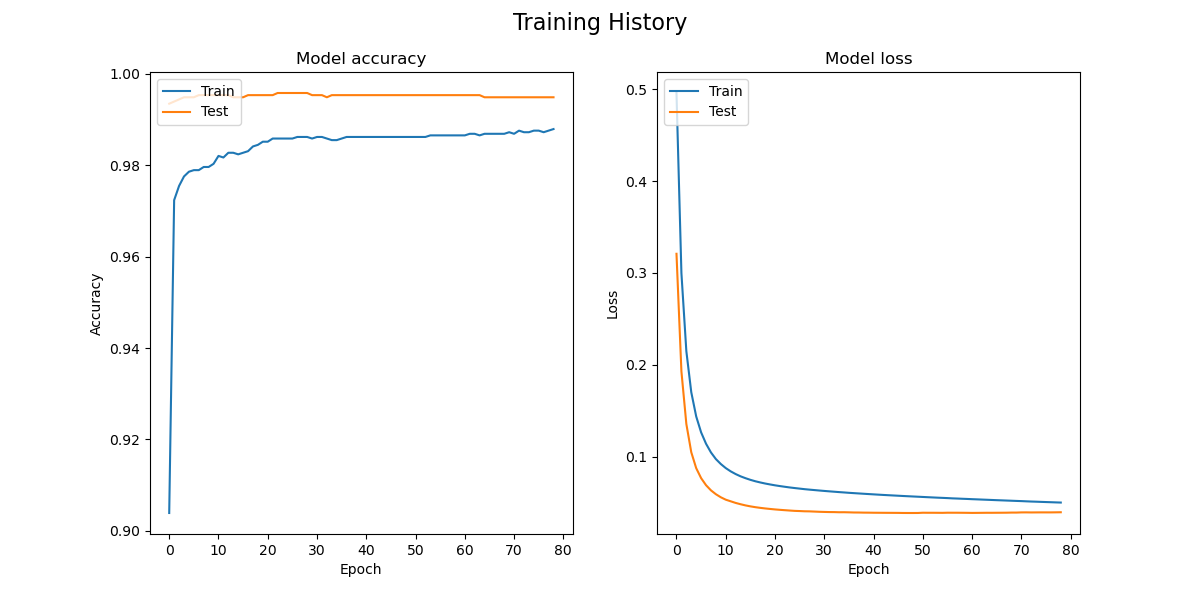 Training History
Model accuracy
Train
Test
1.00
0.98
0.96
0.94
0.92
0.90
Accuracy
0 10 20 30 40 50 60 70 80
Epoch
Model loss
Train
Test
0.5
0.4
0.3
0.2
0.1
Loss
0 10 20 30 40 50 60 70 80
Epoch